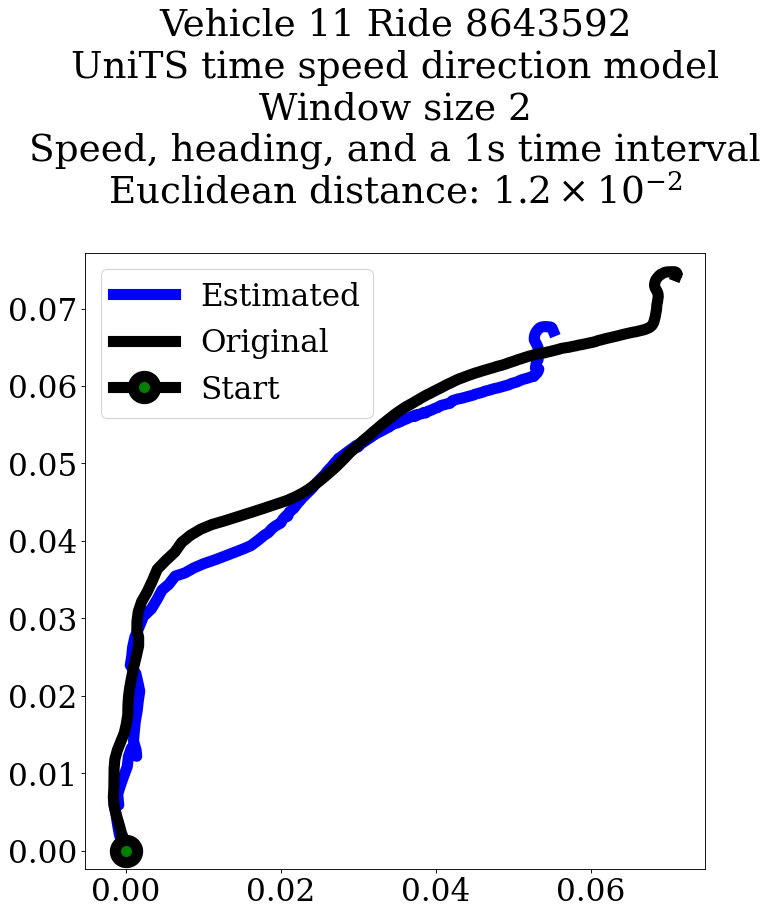 Vehicle 11 Ride 8643592
UniTS time speed direction model
Window size 2
Speed, heading, and a 1s time interval
Euclidean distance: 1.2 × 10⁻²
Estimated
Original
Start
0.07
0.06
0.05
0.04
0.03
0.02
0.01
0.00
0.00 0.02 0.04 0.06